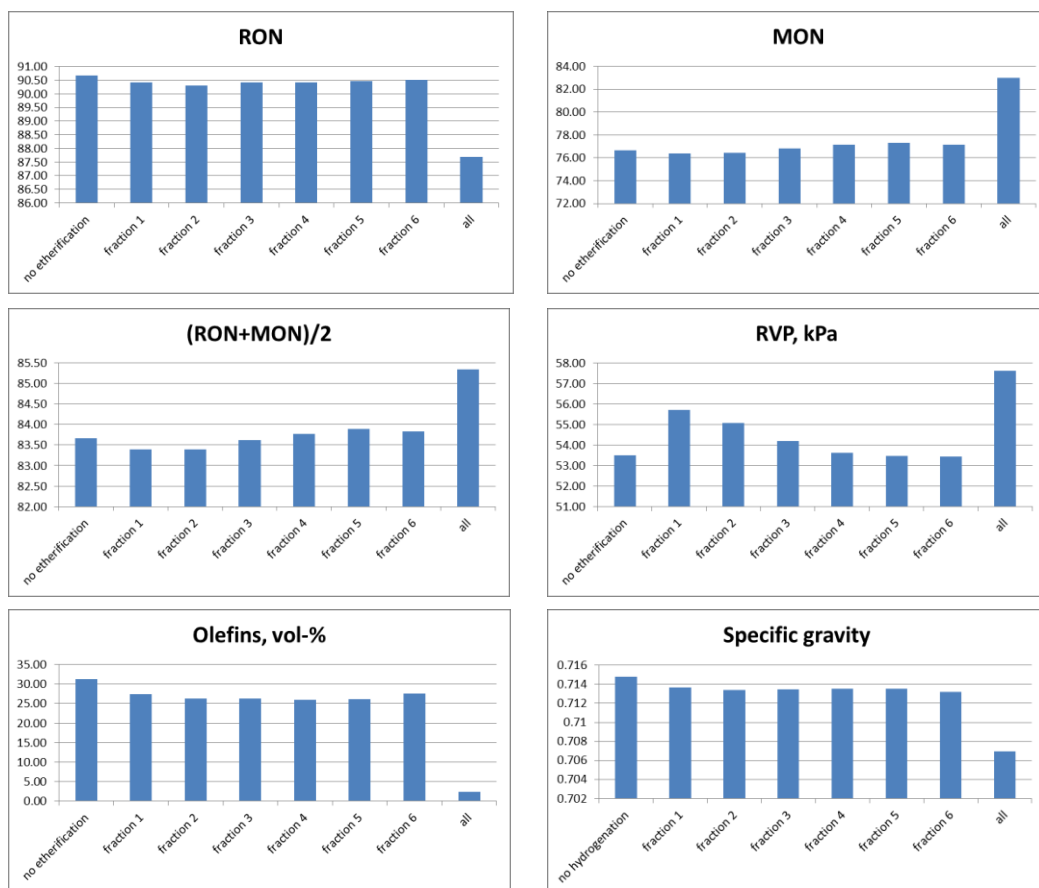 RON
91.00
90.50
90.00
89.50
89.00
88.50
88.00
87.50
87.00
86.50
86.00
no etherification
fraction 1
fraction 2
fraction 3
fraction 4
fraction 5
fraction 6
all
MON
84.00
82.00
80.00
78.00
76.00
74.00
72.00
no etherification
fraction 1
fraction 2
fraction 3
fraction 4
fraction 5
fraction 6
all
(RON+MON)/2
85.50
85.00
84.50
84.00
83.50
83.00
82.50
82.00
no etherification
fraction 1
fraction 2
fraction 3
fraction 4
fraction 5
fraction 6
all
RVP, kPa
58.00
57.00
56.00
55.00
54.00
53.00
52.00
51.00
no etherification
fraction 1
fraction 2
fraction 3
fraction 4
fraction 5
fraction 6
all
Olefins, vol-%
35.00
30.00
25.00
20.00
15.00
10.00
5.00
0.00
no etherification
fraction 1
fraction 2
fraction 3
fraction 4
fraction 5
fraction 6
all
Specific gravity
0.716
0.714
0.712
0.71
0.708
0.706
0.704
0.702
no hydrogenation
fraction 1
fraction 2
fraction 3
fraction 4
fraction 5
fraction 6
all